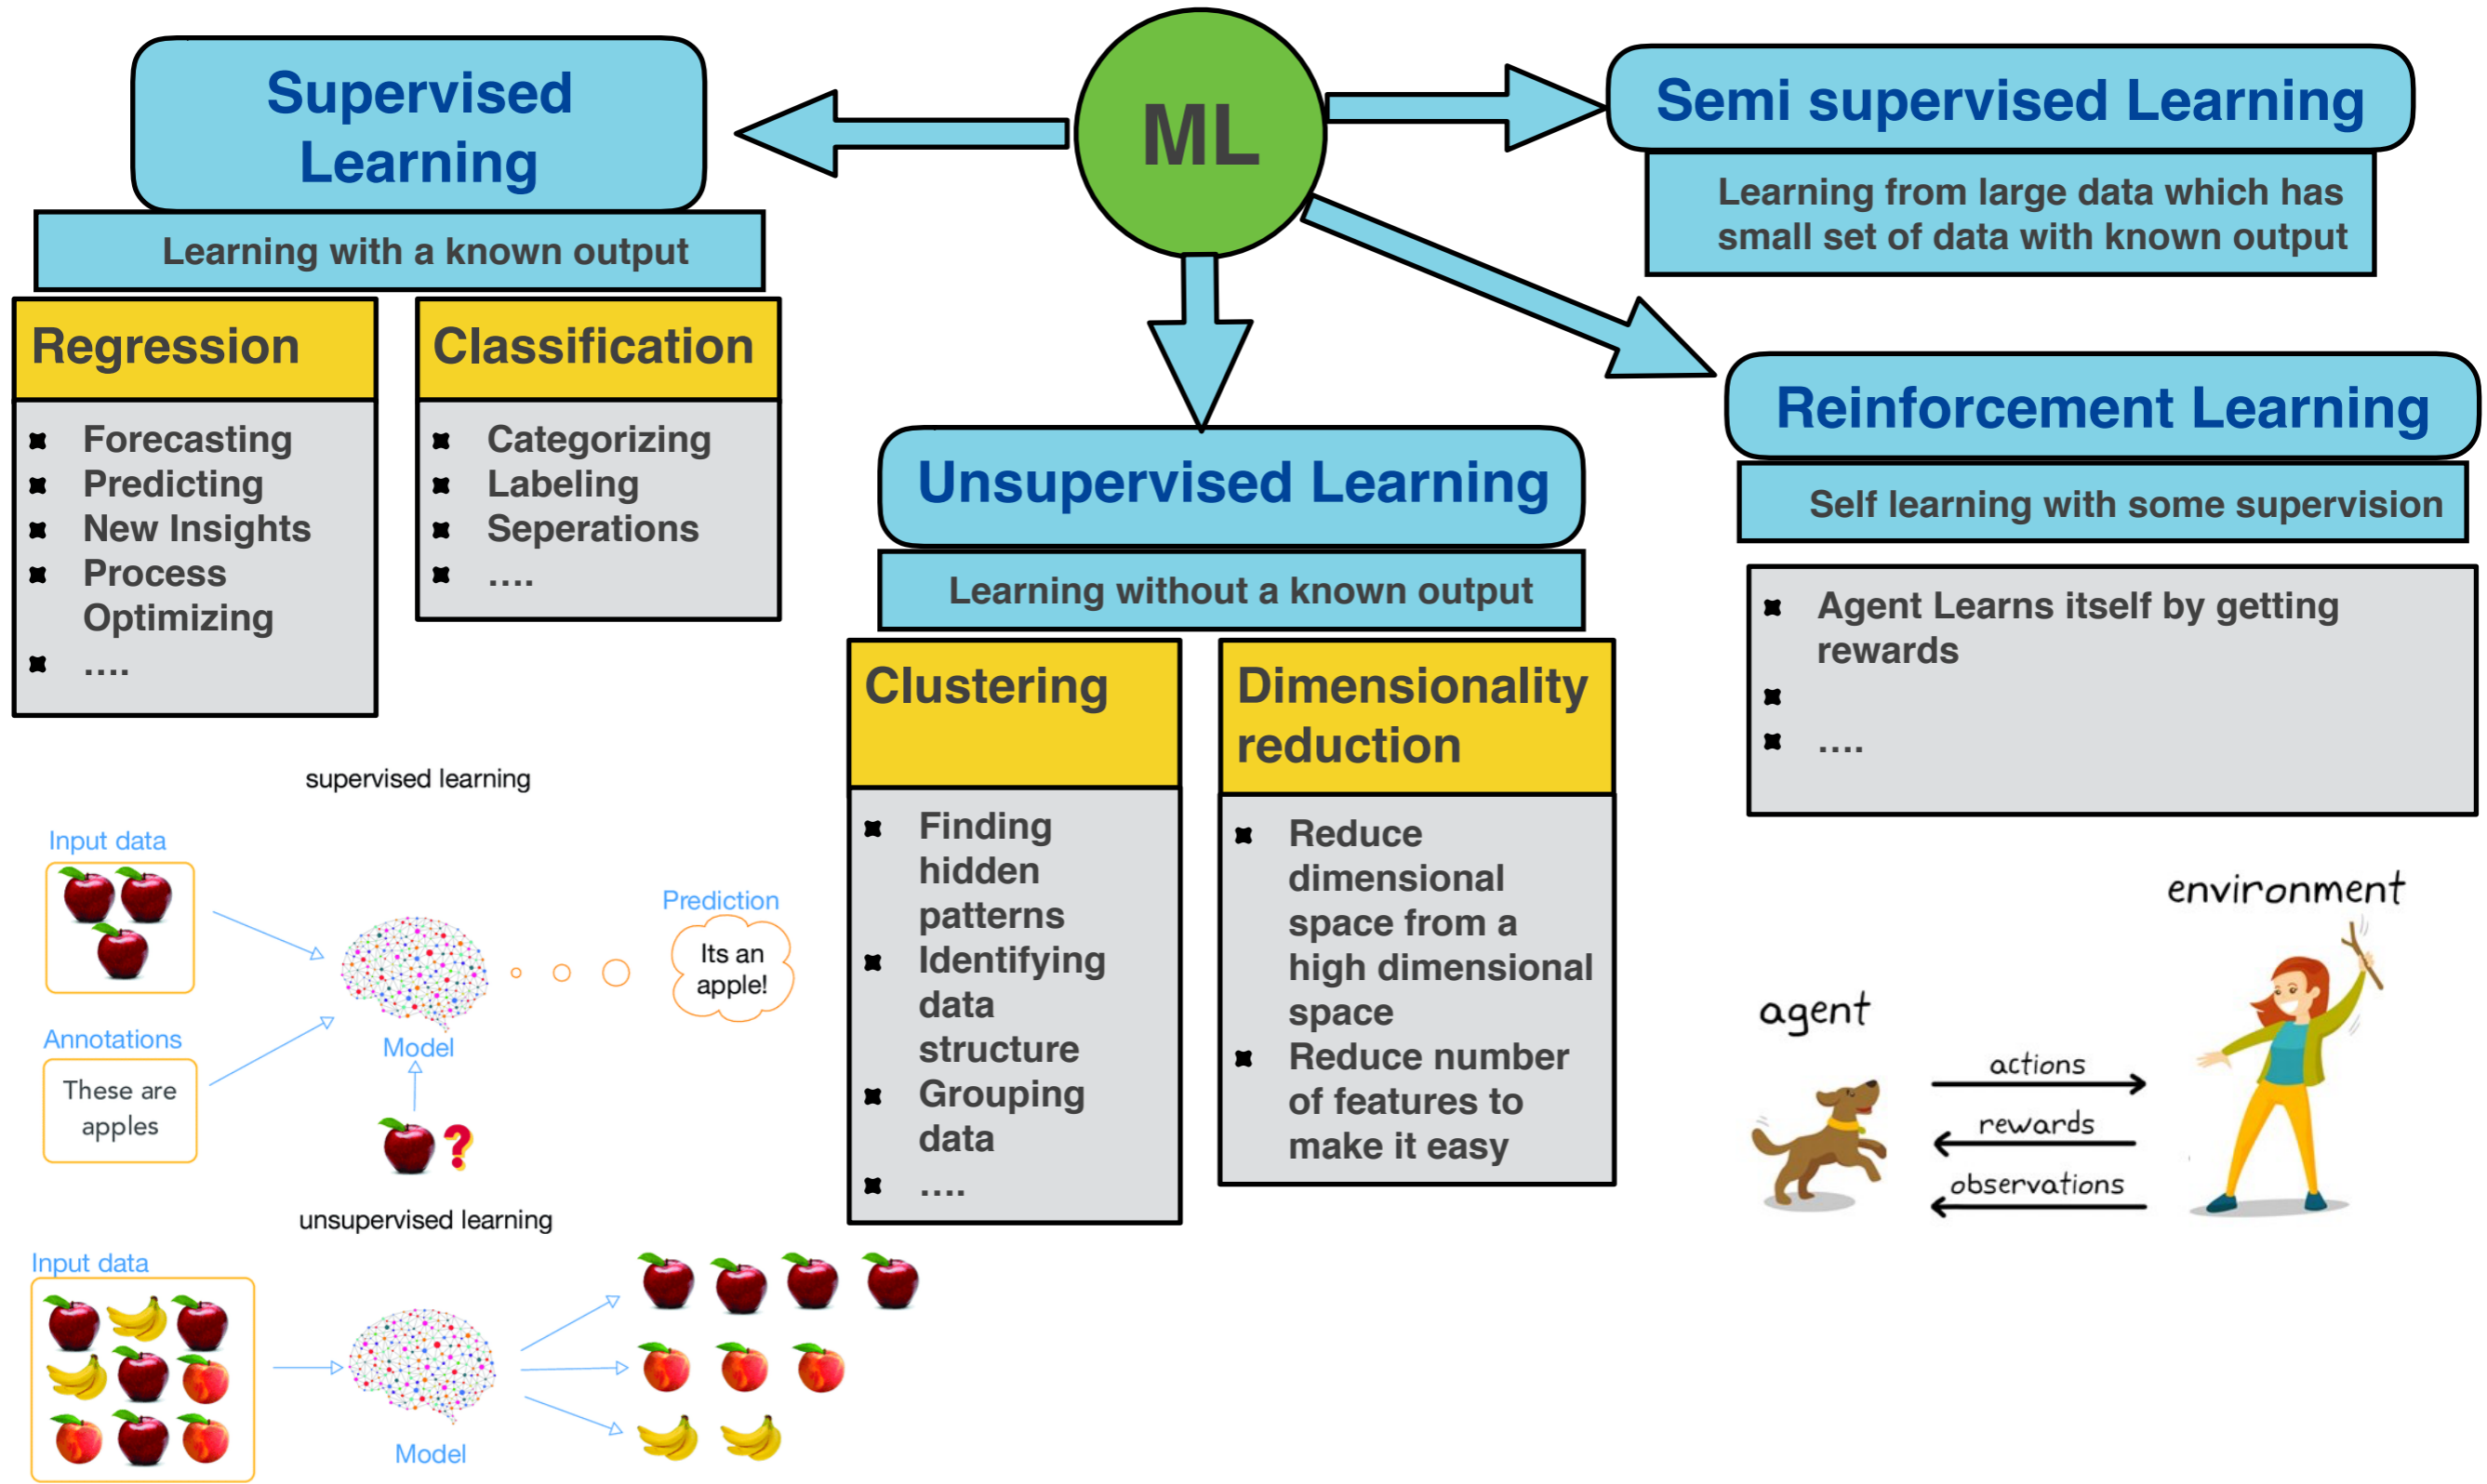 ML
Supervised
Learning
Learning with a known output
Regression
Forecasting
Predicting
New Insights
Process
Optimizing
....
Classification
Categorizing
Labeling
Seperations
....
Semi supervised Learning
Learning from large data which has
small set of data with known output
Reinforcement Learning
Self learning with some supervision
Agent Learns itself by getting
rewards
....
Unsupervised Learning
Learning without a known output
Clustering
Finding
hidden
patterns
Identifying
data
structure
Grouping
data
....
Dimensionality
reduction
Reduce
dimensional
space from a
high dimensional
space
Reduce number
of features to
make it easy
supervised learning
Input data
Annotations
These are
apples
Model
?
Prediction
Its an
apple!
unsupervised learning
Input data
Model
environment
agent
actions
rewards
observations